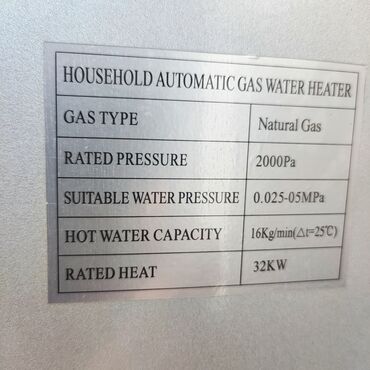 HOUSEHOLD AUTOMATIC GAS WATER HEATER
GAS TYPE Natural Gas
RATED PRESSURE 2000Pa
SUITABLE WATER PRESSURE 0.025-05MPa
HOT WATER CAPACITY 16Kg/min(△t=25℃)
RATED HEAT 32KW